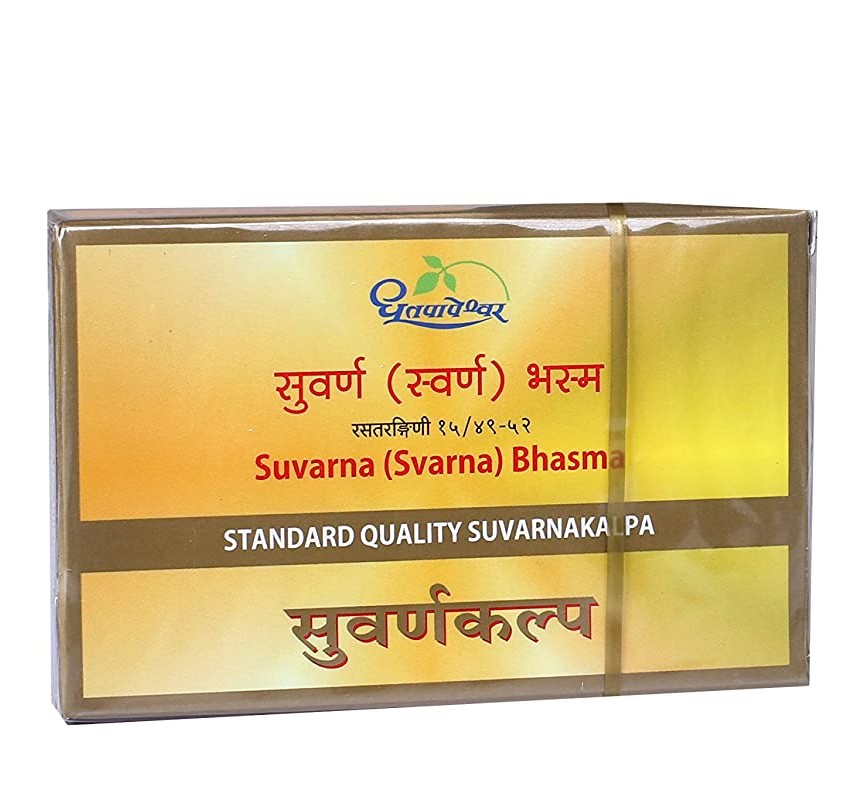 धूतपापेश्वर
सुवर्ण (स्वर्ण) भस्म
रसतरङ्गिणी १५/४९-५२
Suvarna (Svarna) Bhasma
STANDARD QUALITY SUVARNAKALPA
सुवर्णकल्प